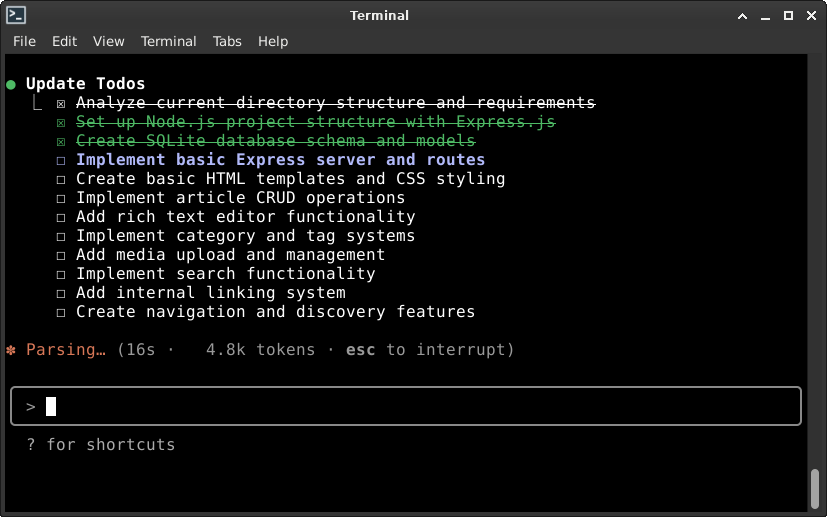 Terminal
File Edit View Terminal Tabs Help
● Update Todos
⎿ ☒ Analyze current directory structure and requirements
☒ Set up Node.js project structure with Express.js
☒ Create SQLite database schema and models
☐ Implement basic Express server and routes
☐ Create basic HTML templates and CSS styling
☐ Implement article CRUD operations
☐ Add rich text editor functionality
☐ Implement category and tag systems
☐ Add media upload and management
☐ Implement search functionality
☐ Add internal linking system
☐ Create navigation and discovery features
✽ Parsing… (16s · 4.8k tokens · esc to interrupt)
>
? for shortcuts